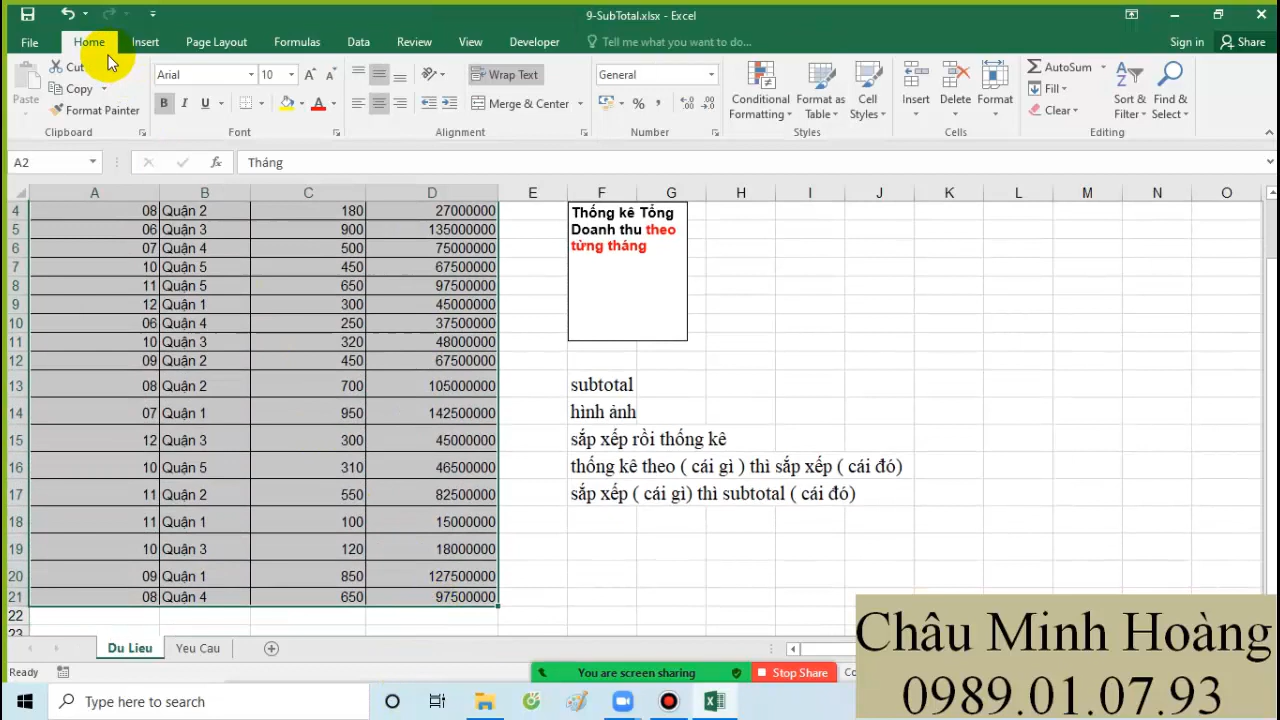 9-SubTotal.xlsx - Excel
File Home Insert Page Layout Formulas Data Review View Developer Tell me what you want to do... Sign in Share
Paste Cut Copy Format Painter
Arial 10 B I U
Wrap Text Merge & Center
General % ,
Conditional Formatting Format as Table Cell Styles
Insert Delete Format
AutoSum Fill Clear
Sort & Filter Find & Select
Clipboard Font Alignment Number Styles Cells Editing
A2 fx Tháng
A B C D E F G H I J K L M N O
4 08 Quận 2 180 27000000
5 06 Quận 3 900 135000000
6 07 Quận 4 500 75000000
7 10 Quận 5 450 67500000
8 11 Quận 5 650 97500000
9 12 Quận 1 300 45000000
10 06 Quận 4 250 37500000
11 10 Quận 3 320 48000000
12 09 Quận 2 450 67500000
13 08 Quận 2 700 105000000
14 07 Quận 1 950 142500000
15 12 Quận 3 300 45000000
16 10 Quận 5 310 46500000
17 11 Quận 2 550 82500000
18 11 Quận 1 100 15000000
19 10 Quận 3 120 18000000
20 09 Quận 1 850 127500000
21 08 Quận 4 650 97500000
22
23
Thống kê Tổng
Doanh thu theo
từng tháng
subtotal
hình ảnh
sắp xếp rồi thống kê
thống kê theo ( cái gì ) thì sắp xếp ( cái đó)
sắp xếp ( cái gì) thì subtotal ( cái đó)
Du Lieu Yeu Cau
Ready
You are screen sharing Stop Share
Type here to search
Châu Minh Hoàng
0989.01.07.93